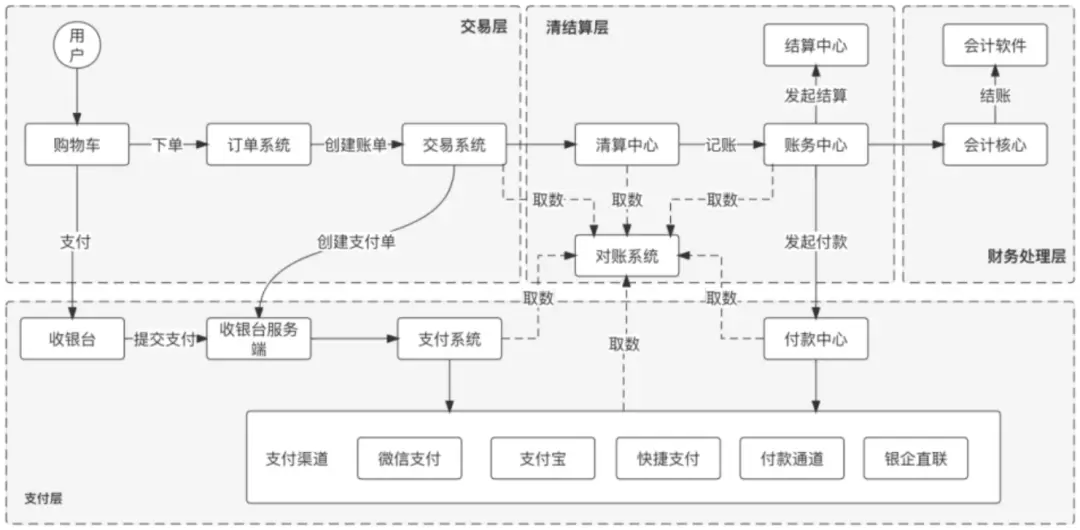 交易层
清结算层
用
户
结算中心
会计软件
发起结算
结账
购物车
下单
订单系统
创建账单
交易系统
清算中心
记账
账务中心
会计核心
取数
取数
取数
支付
创建支付单
对账系统
发起付款
财务处理层
取数
取数
收银台
提交支付
收银台服务
端
支付系统
取数
付款中心
支付渠道
微信支付
支付宝
快捷支付
付款通道
银企直联
支付层